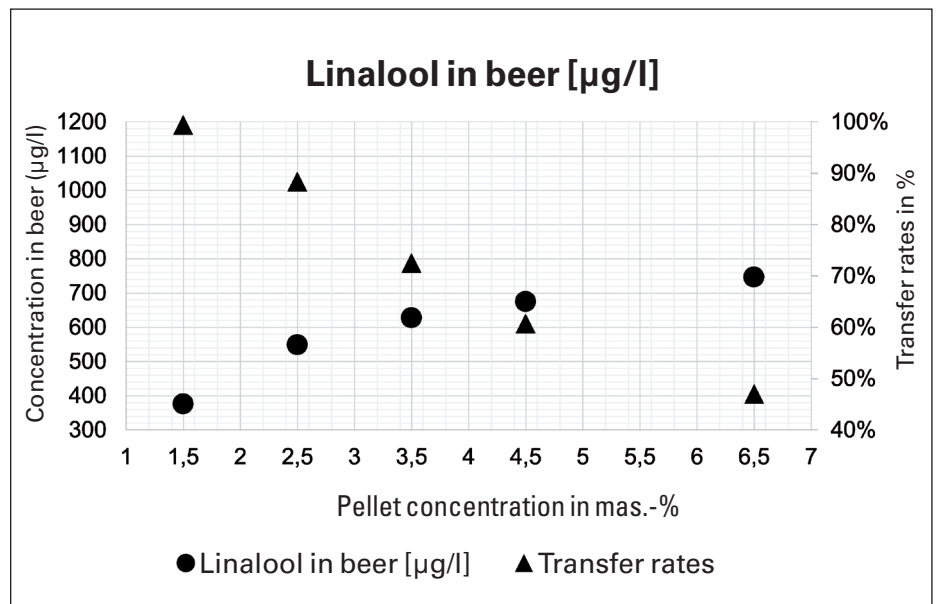 Linalool in beer [µg/l]
Concentration in beer (µg/l)
1200
1100
1000
900
800
700
600
500
400
300
100%
90%
80%
70%
60%
50%
40%
Transfer rates in %
1 1,5 2 2,5 3 3,5 4 4,5 5 5,5 6 6,5 7
Pellet concentration in mas.-%
Linalool in beer [µg/l] Transfer rates